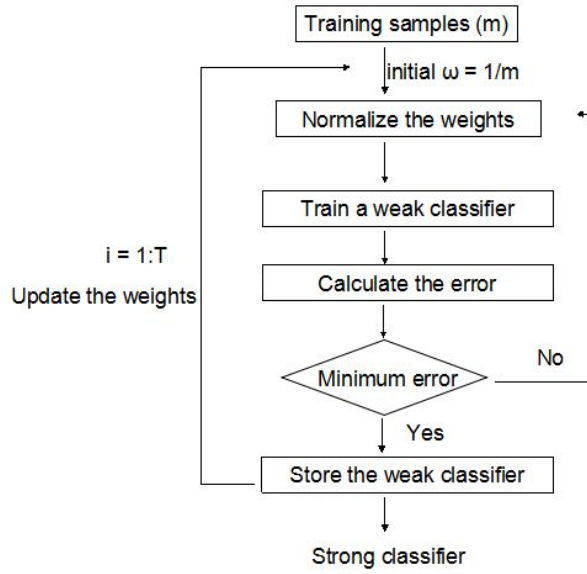 Training samples (m)
initial ω = 1/m
Normalize the weights
Train a weak classifier
i = 1:T
Update the weights
Calculate the error
Minimum error
No
Yes
Store the weak classifier
Strong classifier